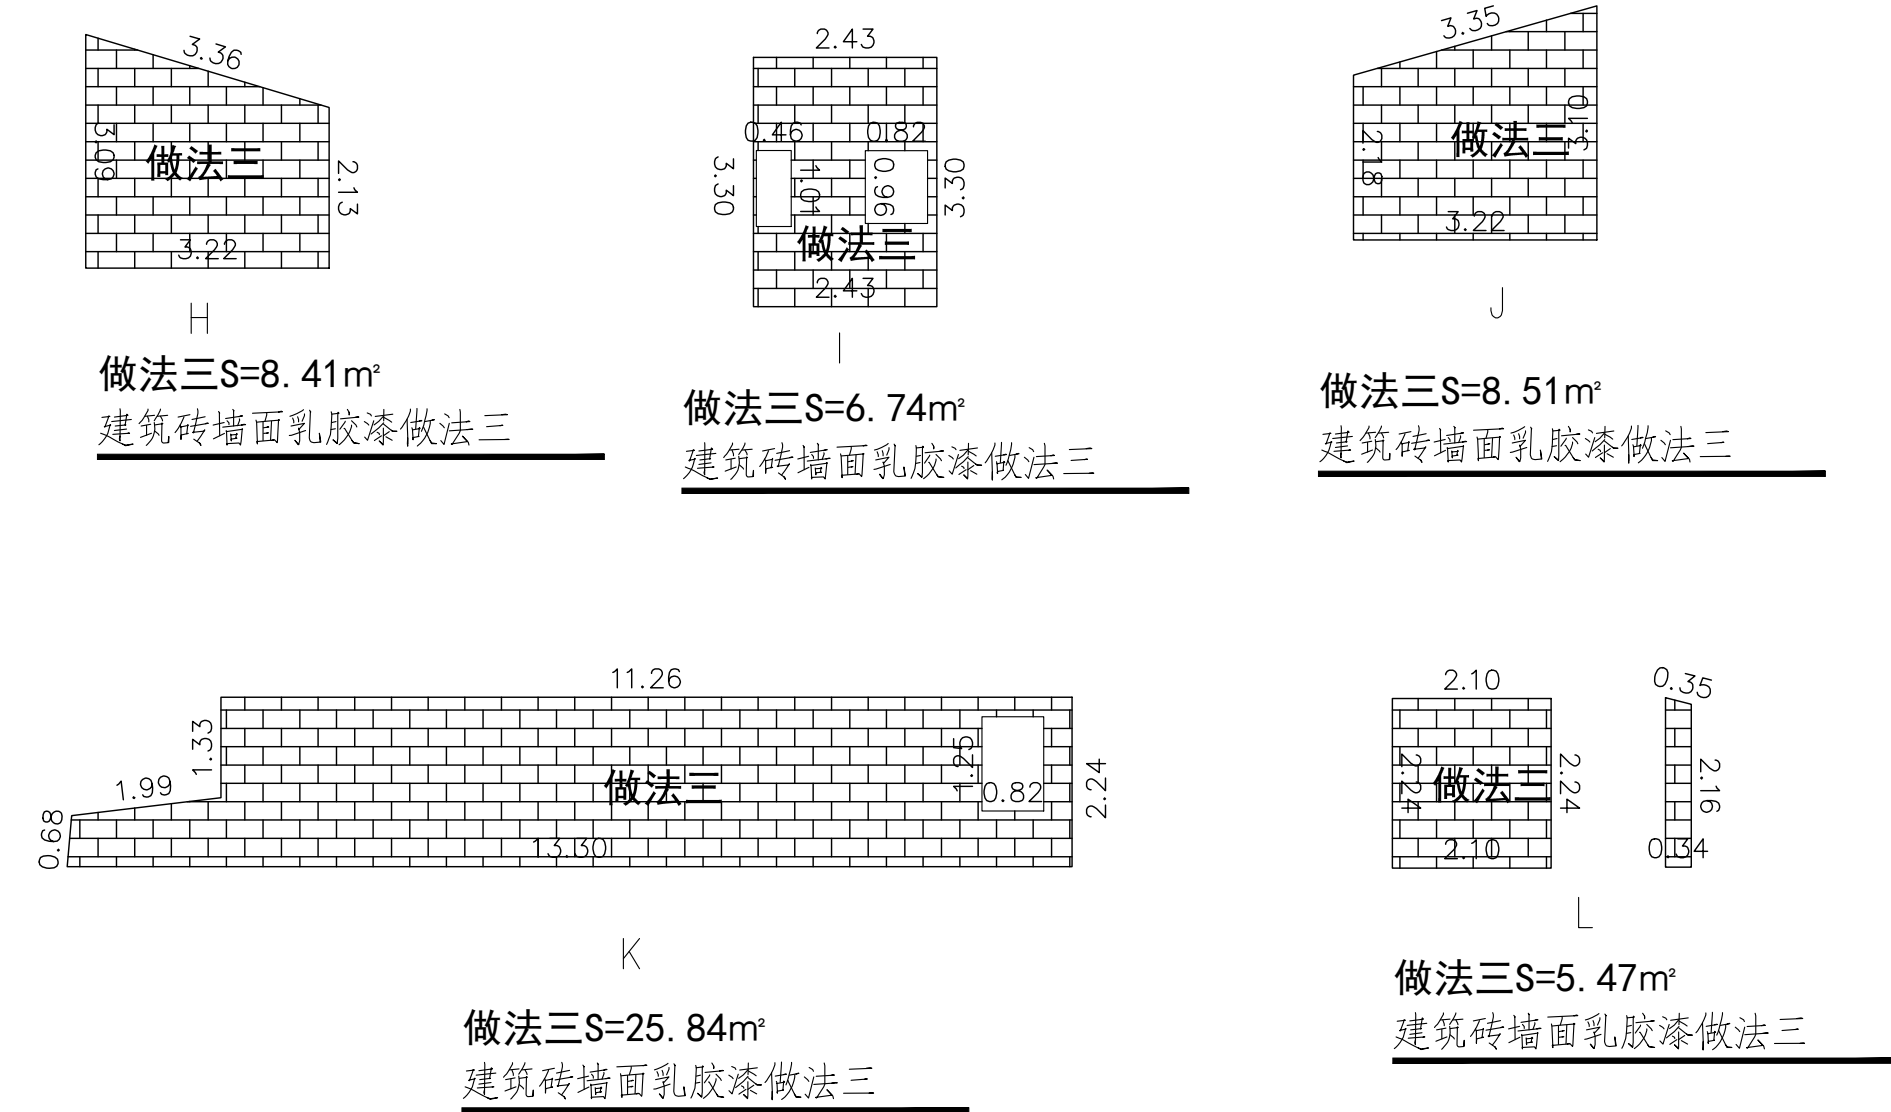 3.36
3.09
做法三
2.13
3.22
H
做法三S=8.41m²
建筑砖墙面乳胶漆做法三
2.43
0.46
0.82
3.30
1.01
0.96
3.30
做法三
2.43
I
做法三S=6.74m²
建筑砖墙面乳胶漆做法三
3.35
3.10
做法三
2.18
3.22
J
做法三S=8.51m²
建筑砖墙面乳胶漆做法三
11.26
1.33
1.99
0.68
做法三
1.25
0.82
2.24
13.30
K
做法三S=25.84m²
建筑砖墙面乳胶漆做法三
2.10
2.24
做法三
2.24
2.10
0.35
2.16
0.34
L
做法三S=5.47m²
建筑砖墙面乳胶漆做法三